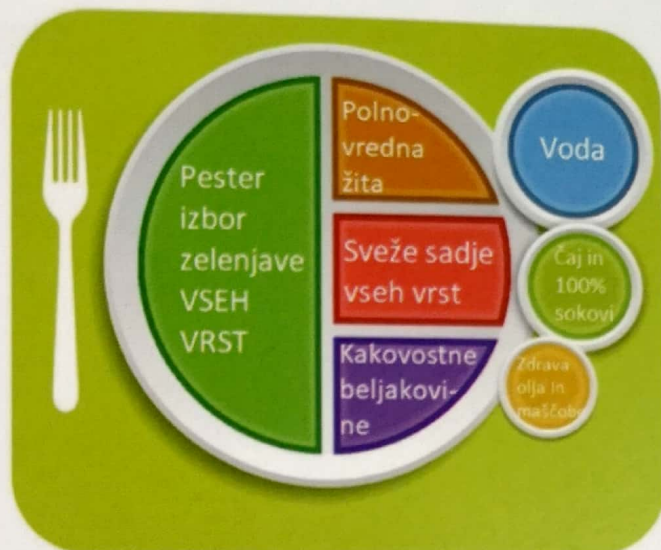 Pester
izbor
zelenjave
VSEH
VRST
Polno-
vredna
žita
Sveže sadje
vseh vrst
Kakovostne
beljakovi-
ne
Voda
Čaj in
100%
sokovi
Zdrava
olja in
maščobe